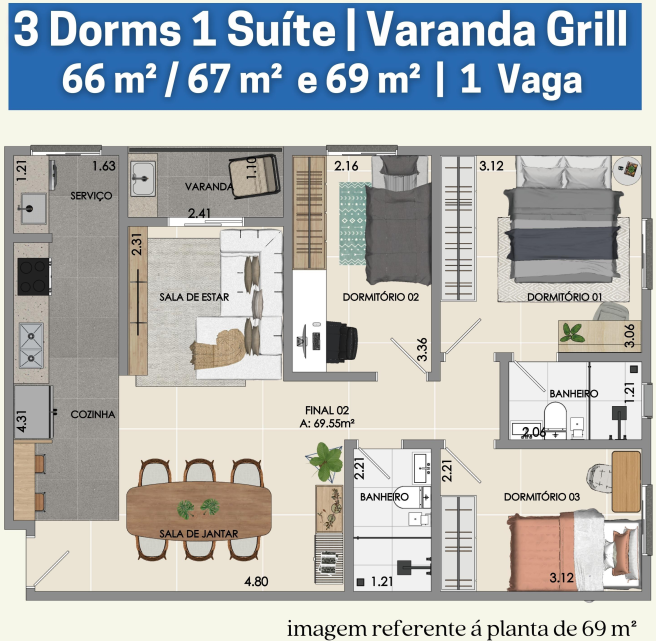 3 Dorms 1 Suíte | Varanda Grill
66 m² / 67 m² e 69 m² | 1 Vaga
1.21
1.63
SERVIÇO
VARANDA
1.10
2.41
2.16
3.12
2.31
SALA DE ESTAR
DORMITÓRIO 02
DORMITÓRIO 01
3.36
3.06
4.31
COZINHA
FINAL 02
A: 69.55m²
BANHEIRO
1.21
2.06
2.21
BANHEIRO
1.21
2.21
DORMITÓRIO 03
3.12
SALA DE JANTAR
4.80
imagem referente á planta de 69 m²